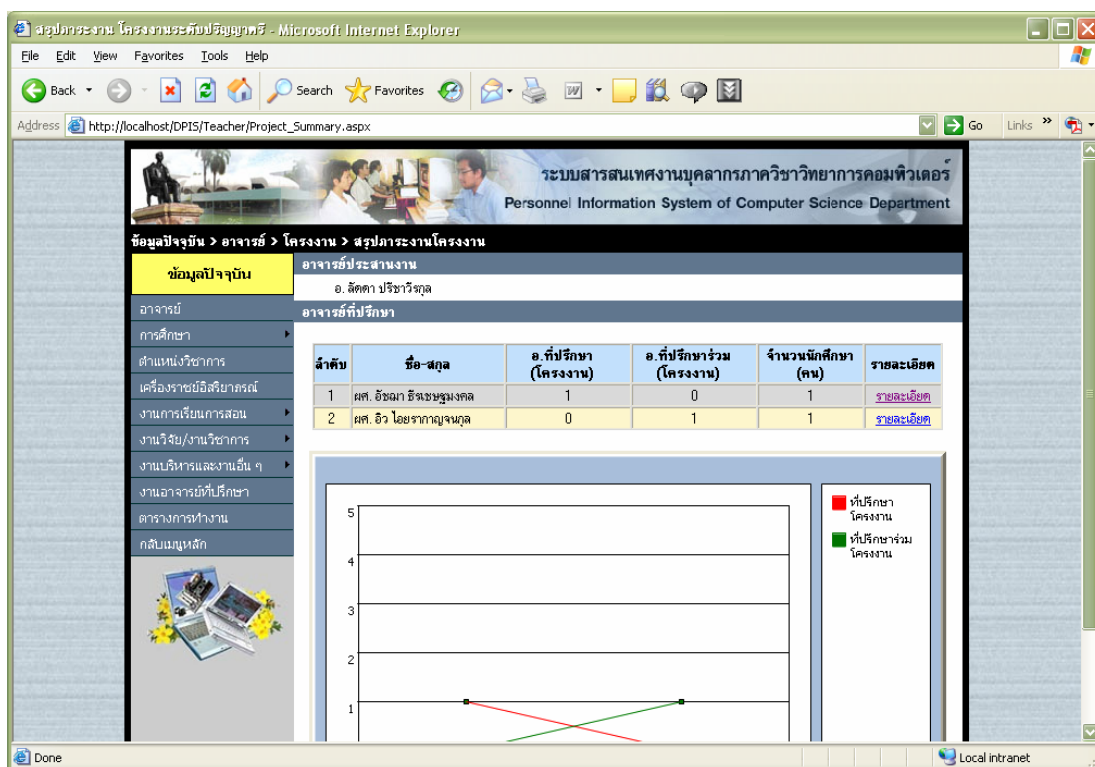 สรุปภาระงาน โครงงานระดับปริญญาตรี - Microsoft Internet Explorer
File Edit View Favorites Tools Help
Back Search Favorites
Address http://localhost/DPIS/Teacher/Project_Summary.aspx Go Links »
ระบบสารสนเทศงานบุคลากรภาควิชาวิทยาการคอมพิวเตอร์
Personnel Information System of Computer Science Department
ข้อมูลปัจจุบัน > อาจารย์ > โครงงาน > สรุปภาระงานโครงงาน
ข้อมูลปัจจุบัน
อาจารย์
การศึกษา
ตำแหน่งวิชาการ
เครื่องราชย์อิสริยาภรณ์
งานการเรียนการสอน
งานวิจัย/งานวิชาการ
งานบริหารและงานอื่น ๆ
งานอาจารย์ที่ปรึกษา
ตารางการทำงาน
กลับเมนูหลัก
อาจารย์ประสานงาน
อ. ลัดดา ปรีชาวีรกุล
อาจารย์ที่ปรึกษา
ลำดับ ชื่อ-สกุล อ.ที่ปรึกษา (โครงงาน) อ.ที่ปรึกษาร่วม (โครงงาน) จำนวนนักศึกษา (คน) รายละเอียด
1 ผศ. อัชฌา ธีรเชษฐมงคล 1 0 1 รายละเอียด
2 ผศ. อิว ไอยรากาญจนกุล 0 1 1 รายละเอียด
5
4
3
2
1
ที่ปรึกษา
โครงงาน
ที่ปรึกษาร่วม
โครงงาน
Done Local intranet